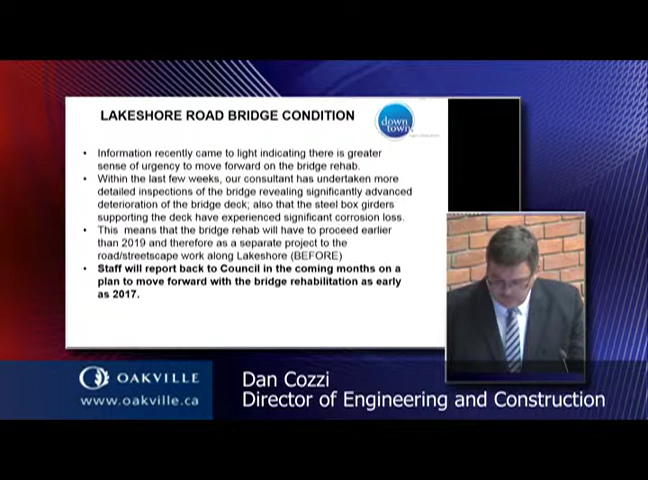 LAKESHORE ROAD BRIDGE CONDITION
down
town
• Information recently came to light indicating there is greater
sense of urgency to move forward on the bridge rehab.
• Within the last few weeks, our consultant has undertaken more
detailed inspections of the bridge revealing significantly advanced
deterioration of the bridge deck; also that the steel box girders
supporting the deck have experienced significant corrosion loss.
• This means that the bridge rehab will have to proceed earlier
than 2019 and therefore as a separate project to the
road/streetscape work along Lakeshore (BEFORE)
• Staff will report back to Council in the coming months on a
plan to move forward with the bridge rehabilitation as early
as 2017.
OAKVILLE
www.oakville.ca
Dan Cozzi
Director of Engineering and Construction